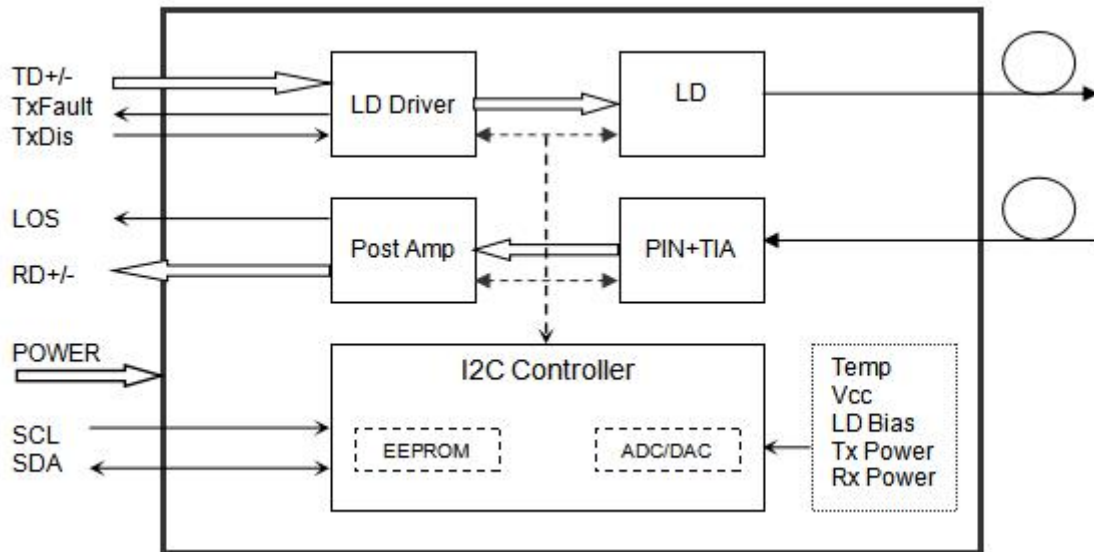 TD+/-
TxFault
TxDis
LD Driver
LD
LOS
RD+/-
Post Amp
PIN+TIA
POWER
SCL
SDA
I2C Controller
EEPROM
ADC/DAC
Temp
Vcc
LD Bias
Tx Power
Rx Power